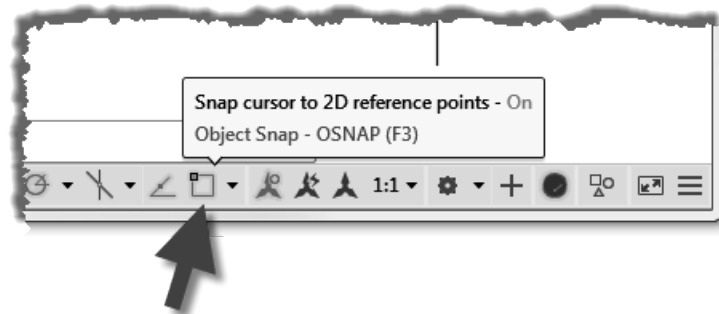 Snap cursor to 2D reference points - On
Object Snap - OSNAP (F3)
1:1